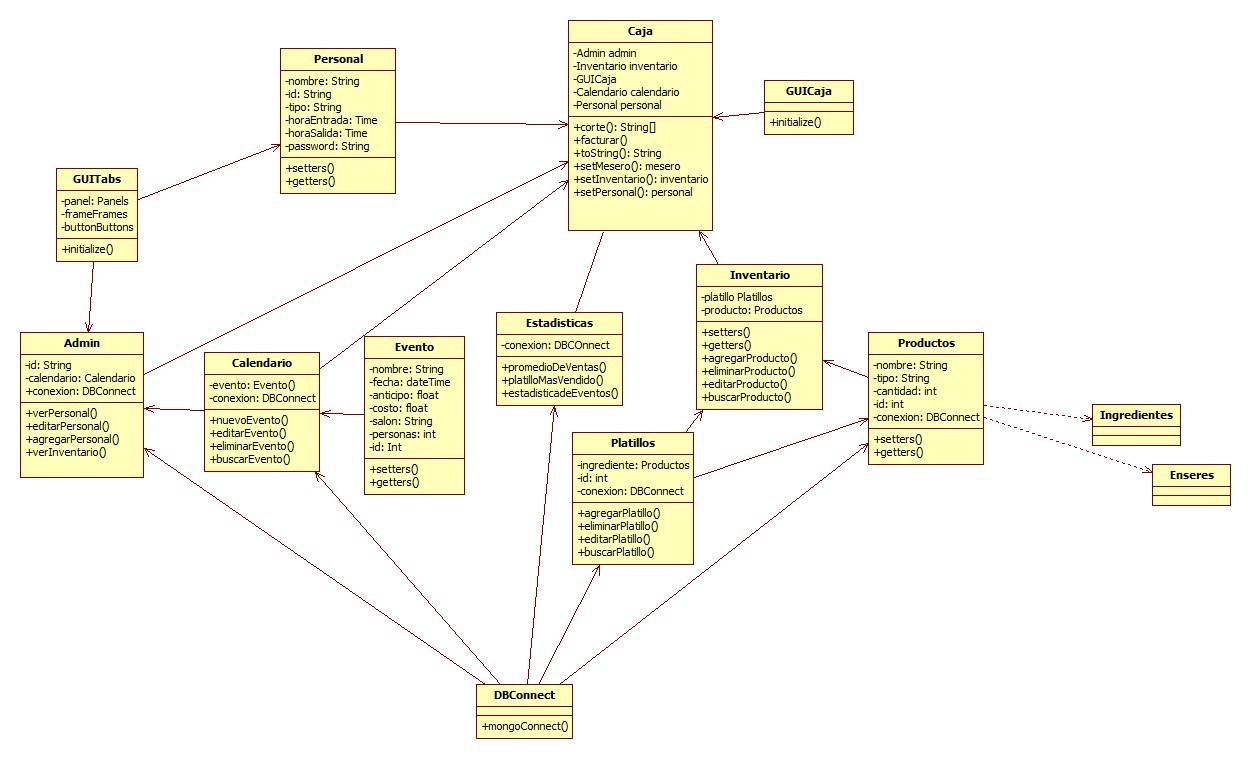 Caja
-Admin admin
-Inventario inventario
-GUICaja
-Calendario calendario
-Personal personal
+corte(): String[]
+facturar()
+toString(): String
+setMesero(): mesero
+setInventario(): inventario
+setPersonal(): personal
Personal
-nombre: String
-id: String
-tipo: String
-horaEntrada: Time
-horaSalida: Time
-password: String
+setters()
+getters()
GUICaja
+initialize()
GUITabs
-panel: Panels
-frameFrames
-buttonButtons
+initialize()
Inventario
-platillo Platillos
-producto: Productos
+setters()
+getters()
+agregarProducto()
+eliminarProducto()
+editarProducto()
+buscarProducto()
Estadisticas
-conexion: DBCOnnect
+promedioDeVentas()
+platilloMasVendido()
+estadisticadeEventos()
Admin
-id: String
-calendario: Calendario
+conexion: DBConnect
+verPersonal()
+editarPersonal()
+agregarPersonal()
+verInventario()
Calendario
-evento: Evento()
-conexion: DBConnect
+nuevoEvento()
+editarEvento()
+eliminarEvento()
+buscarEvento()
Evento
-nombre: String
-fecha: dateTime
-anticipo: float
-costo: float
-salon: String
-personas: int
-id: Int
+setters()
+getters()
Productos
-nombre: String
-tipo: String
-cantidad: int
-id: int
-conexion: DBConnect
+setters()
+getters()
Ingredientes
Enseres
Platillos
-ingrediente: Productos
-id: int
-conexion: DBConnect
+agregarPlatillo()
+eliminarPlatillo()
+editarPlatillo()
+buscarPlatillo()
DBConnect
+mongoConnect()